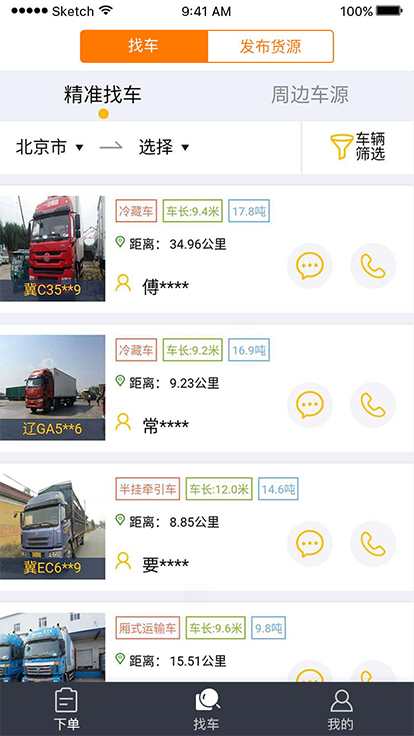 Sketch 9:41 AM 100%
找车 发布货源
精准找车 周边车源
北京市 选择 车辆筛选
冷藏车 车长:9.4米 17.8吨
距离： 34.96公里
冀C35**9 傅****
冷藏车 车长:9.2米 16.9吨
距离： 9.23公里
辽GA5**6 常****
半挂牵引车 车长:12.0米 14.6吨
距离： 8.85公里
冀EC6**9 要****
厢式运输车 车长:9.6米 9.8吨
距离： 15.51公里
下单 找车 我的